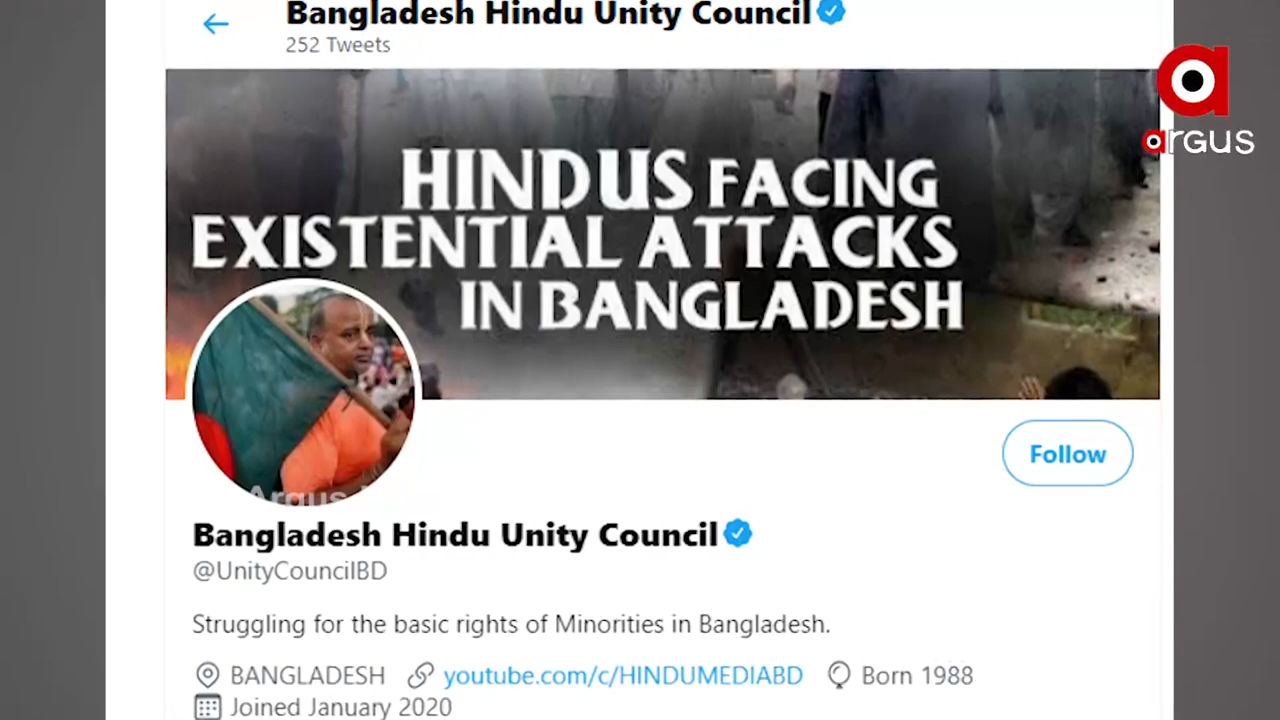 Bangladesh Hindu Unity Council
252 Tweets
argus
HINDUS FACING
EXISTENTIAL ATTACKS
IN BANGLADESH
Follow
Argus
Bangladesh Hindu Unity Council
@UnityCouncilBD
Struggling for the basic rights of Minorities in Bangladesh.
BANGLADESH youtube.com/c/HINDUMEDIABD Born 1988
Joined January 2020